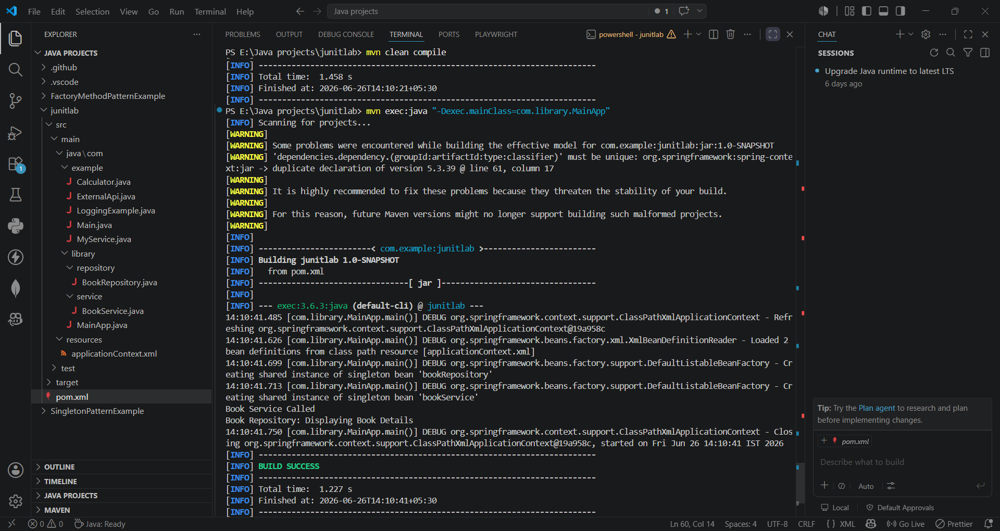 File Edit Selection View Go Run Terminal Help
Java projects
1
EXPLORER
JAVA PROJECTS
.github
.vscode
FactoryMethodPatternExample
junitlab
src
main
java\com
example
Calculator.java
ExternalApi.java
LoggingExample.java
Main.java
MyService.java
library
repository
BookRepository.java
service
BookService.java
MainApp.java
resources
applicationContext.xml
test
target
pom.xml
SingletonPatternExample
OUTLINE
TIMELINE
JAVA PROJECTS
MAVEN
1
PROBLEMS OUTPUT DEBUG CONSOLE TERMINAL PORTS PLAYWRIGHT
powershell - junitlab
PS E:\Java projects\junitlab> mvn clean compile
[INFO] ------------------------------------------------------------------------
[INFO] Total time:  1.458 s
[INFO] Finished at: 2026-06-26T14:10:21+05:30
[INFO] ------------------------------------------------------------------------
PS E:\Java projects\junitlab> mvn exec:java "-Dexec.mainClass=com.library.MainApp"
[INFO] Scanning for projects...
[WARNING]
[WARNING] Some problems were encountered while building the effective model for com.example:junitlab:jar:1.0-SNAPSHOT
[WARNING] 'dependencies.dependency.(groupId:artifactId:type:classifier)' must be unique: org.springframework:spring-conte
xt:jar -> duplicate declaration of version 5.3.39 @ line 61, column 17
[WARNING]
[WARNING] It is highly recommended to fix these problems because they threaten the stability of your build.
[WARNING]
[WARNING] For this reason, future Maven versions might no longer support building such malformed projects.
[WARNING]
[INFO]
[INFO] ------------------------< com.example:junitlab >------------------------
[INFO] Building junitlab 1.0-SNAPSHOT
[INFO]   from pom.xml
[INFO] --------------------------------[ jar ]---------------------------------
[INFO]
[INFO] --- exec:3.6.3:java (default-cli) @ junitlab ---
14:10:41.485 [com.library.MainApp.main()] DEBUG org.springframework.context.support.ClassPathXmlApplicationContext - Refr
eshing org.springframework.context.support.ClassPathXmlApplicationContext@19a958c
14:10:41.626 [com.library.MainApp.main()] DEBUG org.springframework.beans.factory.xml.XmlBeanDefinitionReader - Loaded 2
bean definitions from class path resource [applicationContext.xml]
14:10:41.699 [com.library.MainApp.main()] DEBUG org.springframework.beans.factory.support.DefaultListableBeanFactory - Cr
eating shared instance of singleton bean 'bookRepository'
14:10:41.713 [com.library.MainApp.main()] DEBUG org.springframework.beans.factory.support.DefaultListableBeanFactory - Cr
eating shared instance of singleton bean 'bookService'
Book Service Called
Book Repository: Displaying Book Details
14:10:41.750 [com.library.MainApp.main()] DEBUG org.springframework.context.support.ClassPathXmlApplicationContext - Clos
ing org.springframework.context.support.ClassPathXmlApplicationContext@19a958c, started on Fri Jun 26 14:10:41 IST 2026
[INFO] ------------------------------------------------------------------------
[INFO] BUILD SUCCESS
[INFO] ------------------------------------------------------------------------
[INFO] Total time:  1.227 s
[INFO] Finished at: 2026-06-26T14:10:41+05:30
[INFO] ------------------------------------------------------------------------
CHAT
SESSIONS
Upgrade Java runtime to latest LTS
6 days ago
Tip: Try the Plan agent to research and plan
before implementing changes.
pom.xml
Describe what to build
Auto
Local Default Approvals
0 0 Java: Ready
Ln 60, Col 14 Spaces: 4 UTF-8 CRLF {} XML Go Live Prettier